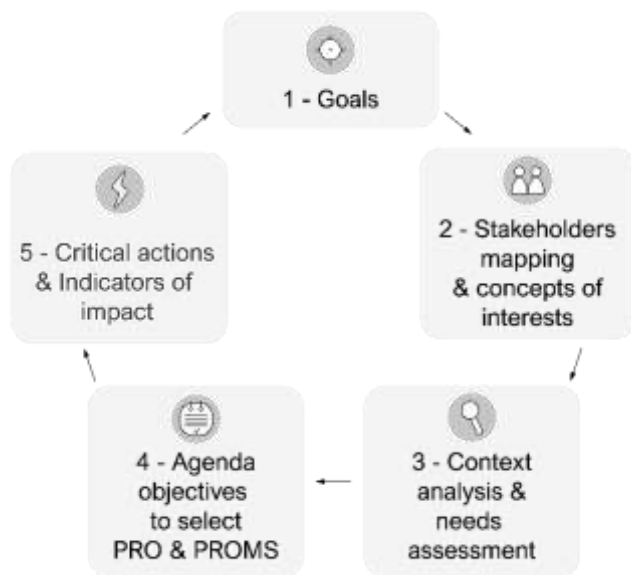 1 - Goals
2 - Stakeholders
mapping
& concepts of
interests
3 - Context
analysis &
needs
assessment
4 - Agenda
objectives
to select
PRO & PROMS
5 - Critical actions
& Indicators of
impact